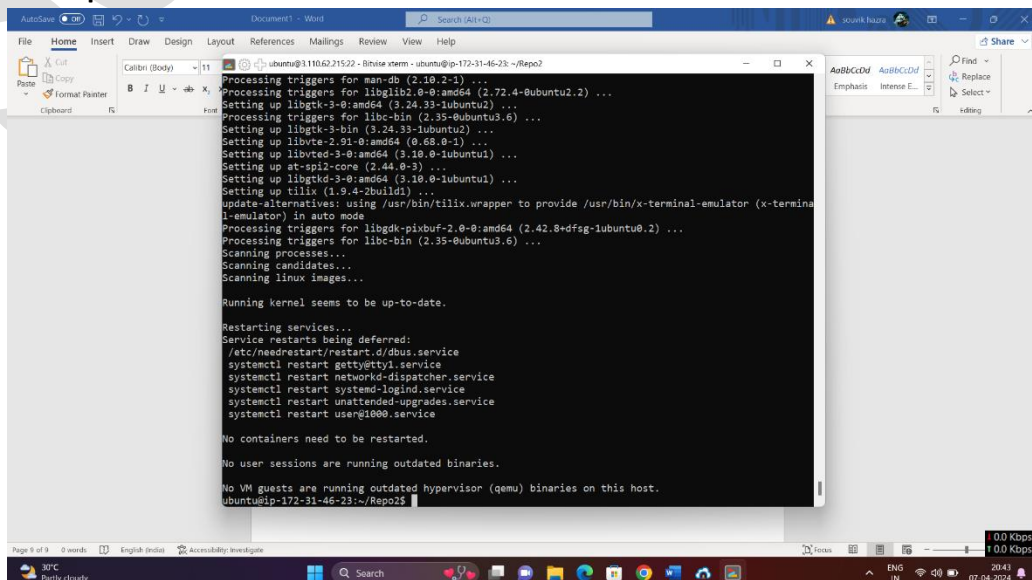 AutoSave Off Document1 - Word Search (Alt+Q) souvik hazra
File Home Insert Draw Design Layout References Mailings Review View Help Share
Cut
Copy
Paste
Format Painter
Clipboard
Calibri (Body) 11
B I U ab
Font
ubuntu@3.110.62.215:22 - Bitvise xterm - ubuntu@ip-172-31-46-23: ~/Repo2
AaBbCcDd AaBbCcDd
Emphasis Intense E...
Find
Replace
Select
Editing
Processing triggers for man-db (2.10.2-1) ...
Processing triggers for libglib2.0-0:amd64 (2.72.4-0ubuntu2.2) ...
Setting up libgtk-3-0:amd64 (3.24.33-1ubuntu2) ...
Processing triggers for libc-bin (2.35-0ubuntu3.6) ...
Setting up libgtk-3-bin (3.24.33-1ubuntu2) ...
Setting up libvte-2.91-0:amd64 (0.68.0-1) ...
Setting up libvted-3-0:amd64 (3.10.0-1ubuntu1) ...
Setting up at-spi2-core (2.44.0-3) ...
Setting up libgtkd-3-0:amd64 (3.10.0-1ubuntu1) ...
Setting up tilix (1.9.4-2build1) ...
update-alternatives: using /usr/bin/tilix.wrapper to provide /usr/bin/x-terminal-emulator (x-termina
l-emulator) in auto mode
Processing triggers for libgdk-pixbuf-2.0-0:amd64 (2.42.8+dfsg-1ubuntu0.2) ...
Processing triggers for libc-bin (2.35-0ubuntu3.6) ...
Scanning processes...
Scanning candidates...
Scanning linux images...
Running kernel seems to be up-to-date.
Restarting services...
Service restarts being deferred:
/etc/needrestart/restart.d/dbus.service
systemctl restart getty@tty1.service
systemctl restart networkd-dispatcher.service
systemctl restart systemd-logind.service
systemctl restart unattended-upgrades.service
systemctl restart user@1000.service
No containers need to be restarted.
No user sessions are running outdated binaries.
No VM guests are running outdated hypervisor (qemu) binaries on this host.
ubuntu@ip-172-31-46-23:~/Repo2$
Page 9 of 9 0 words English (India) Accessibility: Investigate Focus
0.0 Kbps
0.0 Kbps
30°C
Partly cloudy
Search
ENG
IN
20:43
07-04-2024